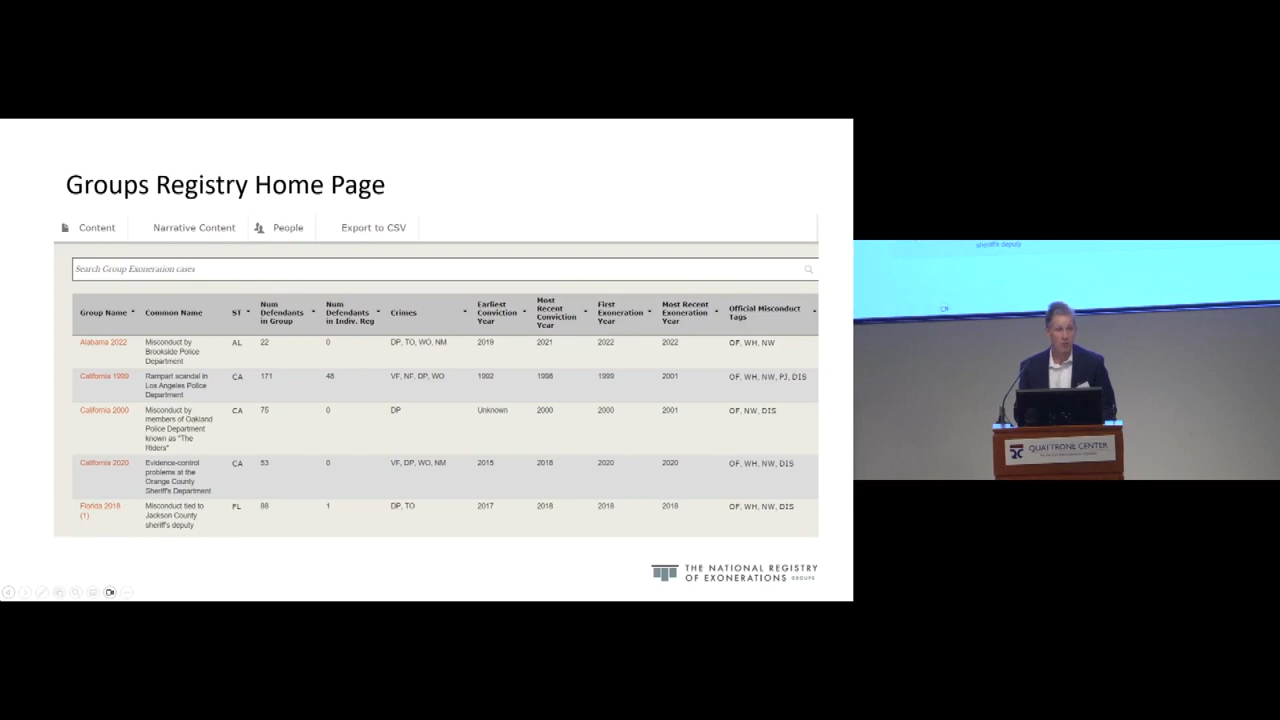 Groups Registry Home Page
Content Narrative Content People Export to CSV
Search Group Exoneration cases
Group Name Common Name ST Num Defendants in Group Num Defendants in Indiv. Reg Crimes Earliest Conviction Year Most Recent Conviction Year First Exoneration Year Most Recent Exoneration Year Official Misconduct Tags
Alabama 2022 Misconduct by Brookside Police Department AL 22 0 DP, TO, WO, NM 2019 2021 2022 2022 OF, WH, NW
California 1999 Rampart scandal in Los Angeles Police Department CA 171 48 VF, NF, DP, WO 1992 1998 1999 2001 OF, WH, NW, PJ, DIS
California 2000 Misconduct by members of Oakland Police Department known as "The Riders" CA 75 0 DP Unknown 2000 2000 2001 OF, NW, DIS
California 2020 Evidence-control problems at the Orange County Sheriff's Department CA 53 0 VF, DP, WO, NM 2015 2018 2020 2020 OF, WH, NW, DIS
Florida 2018 (1) Misconduct tied to Jackson County sheriff's deputy FL 88 1 DP, TO 2017 2018 2018 2018 OF, WH, NW, DIS
THE NATIONAL REGISTRY
OF EXONERATIONS GROUPS
sheriff's deputy
QUATTRONE CENTER